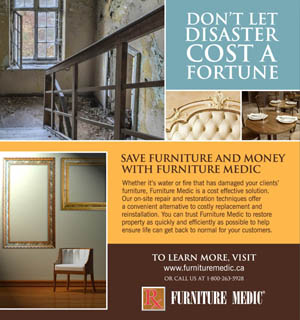 DON'T LET
DISASTER
COST A
FORTUNE
SAVE FURNITURE AND MONEY
WITH FURNITURE MEDIC
Whether it's water or fire that has damaged your clients'
furniture, Furniture Medic is a cost effective solution.
Our on-site repair and restoration techniques offer
a convenient alternative to costly replacement and
reinstallation. You can trust Furniture Medic to restore
property as quickly and efficiently as possible to help
ensure life can get back to normal for your customers.
TO LEARN MORE, VISIT
www.furnituremedic.ca
OR CALL US AT 1-800-263-5928
FURNITURE MEDIC®